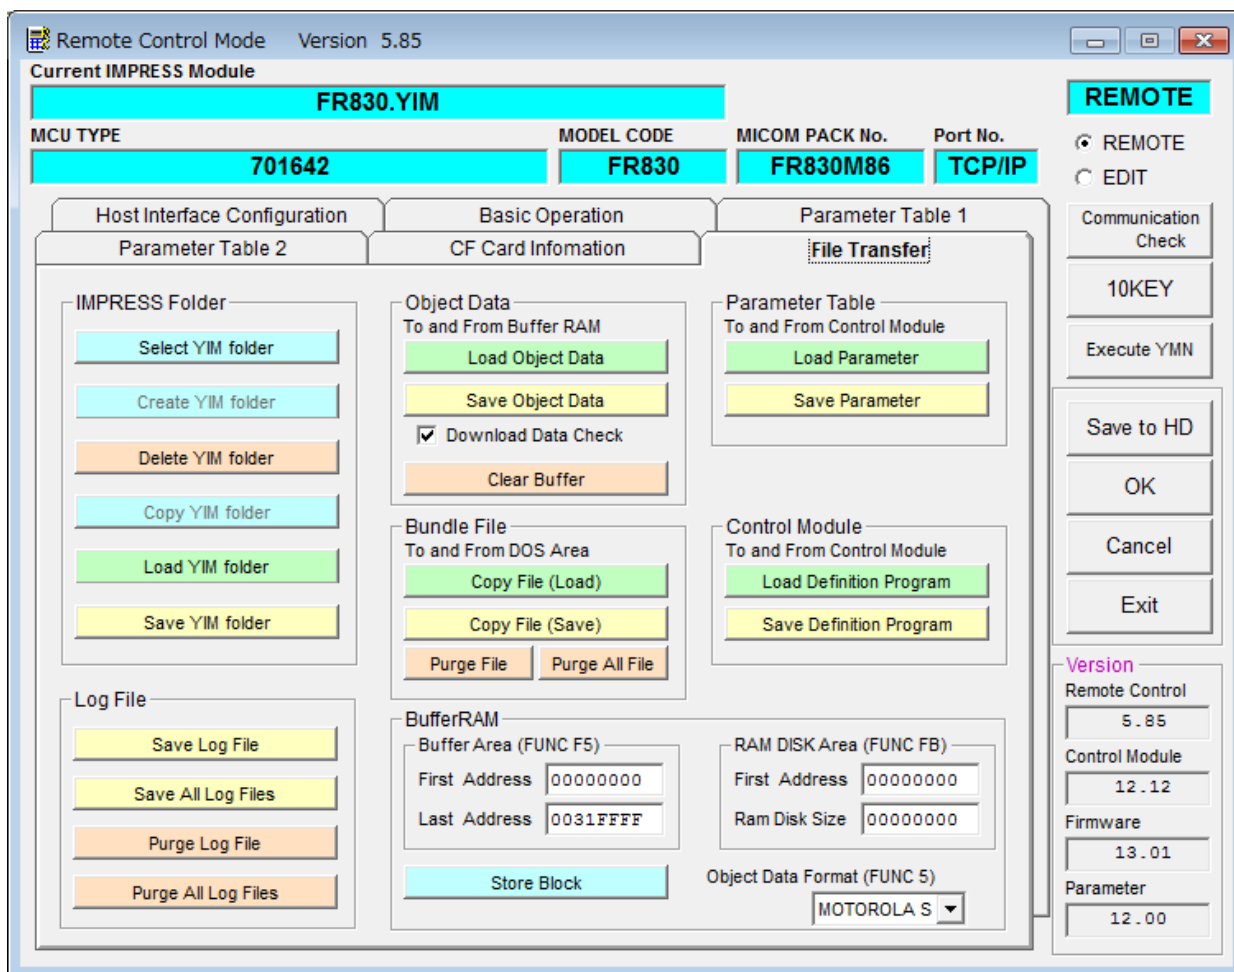 Remote Control Mode Version 5.85
Current IMPRESS Module
FR830.YIM
REMOTE
MCU TYPE
MODEL CODE
MICOM PACK No.
Port No.
701642
FR830
FR830M86
TCP/IP
REMOTE
EDIT
Host Interface Configuration
Basic Operation
Parameter Table 1
Parameter Table 2
CF Card Infomation
File Transfer
Communication
Check
10KEY
Execute YMN
Save to HD
OK
Cancel
Exit
IMPRESS Folder
Select YIM folder
Create YIM folder
Delete YIM folder
Copy YIM folder
Load YIM folder
Save YIM folder
Object Data
To and From Buffer RAM
Load Object Data
Save Object Data
Download Data Check
Clear Buffer
Parameter Table
To and From Control Module
Load Parameter
Save Parameter
Bundle File
To and From DOS Area
Copy File (Load)
Copy File (Save)
Purge File
Purge All File
Control Module
To and From Control Module
Load Definition Program
Save Definition Program
Log File
Save Log File
Save All Log Files
Purge Log File
Purge All Log Files
BufferRAM
Buffer Area (FUNC F5)
First Address 00000000
Last Address 0031FFFF
RAM DISK Area (FUNC FB)
First Address 00000000
Ram Disk Size 00000000
Store Block
Object Data Format (FUNC 5)
MOTOROLA S
Version
Remote Control
5.85
Control Module
12.12
Firmware
13.01
Parameter
12.00